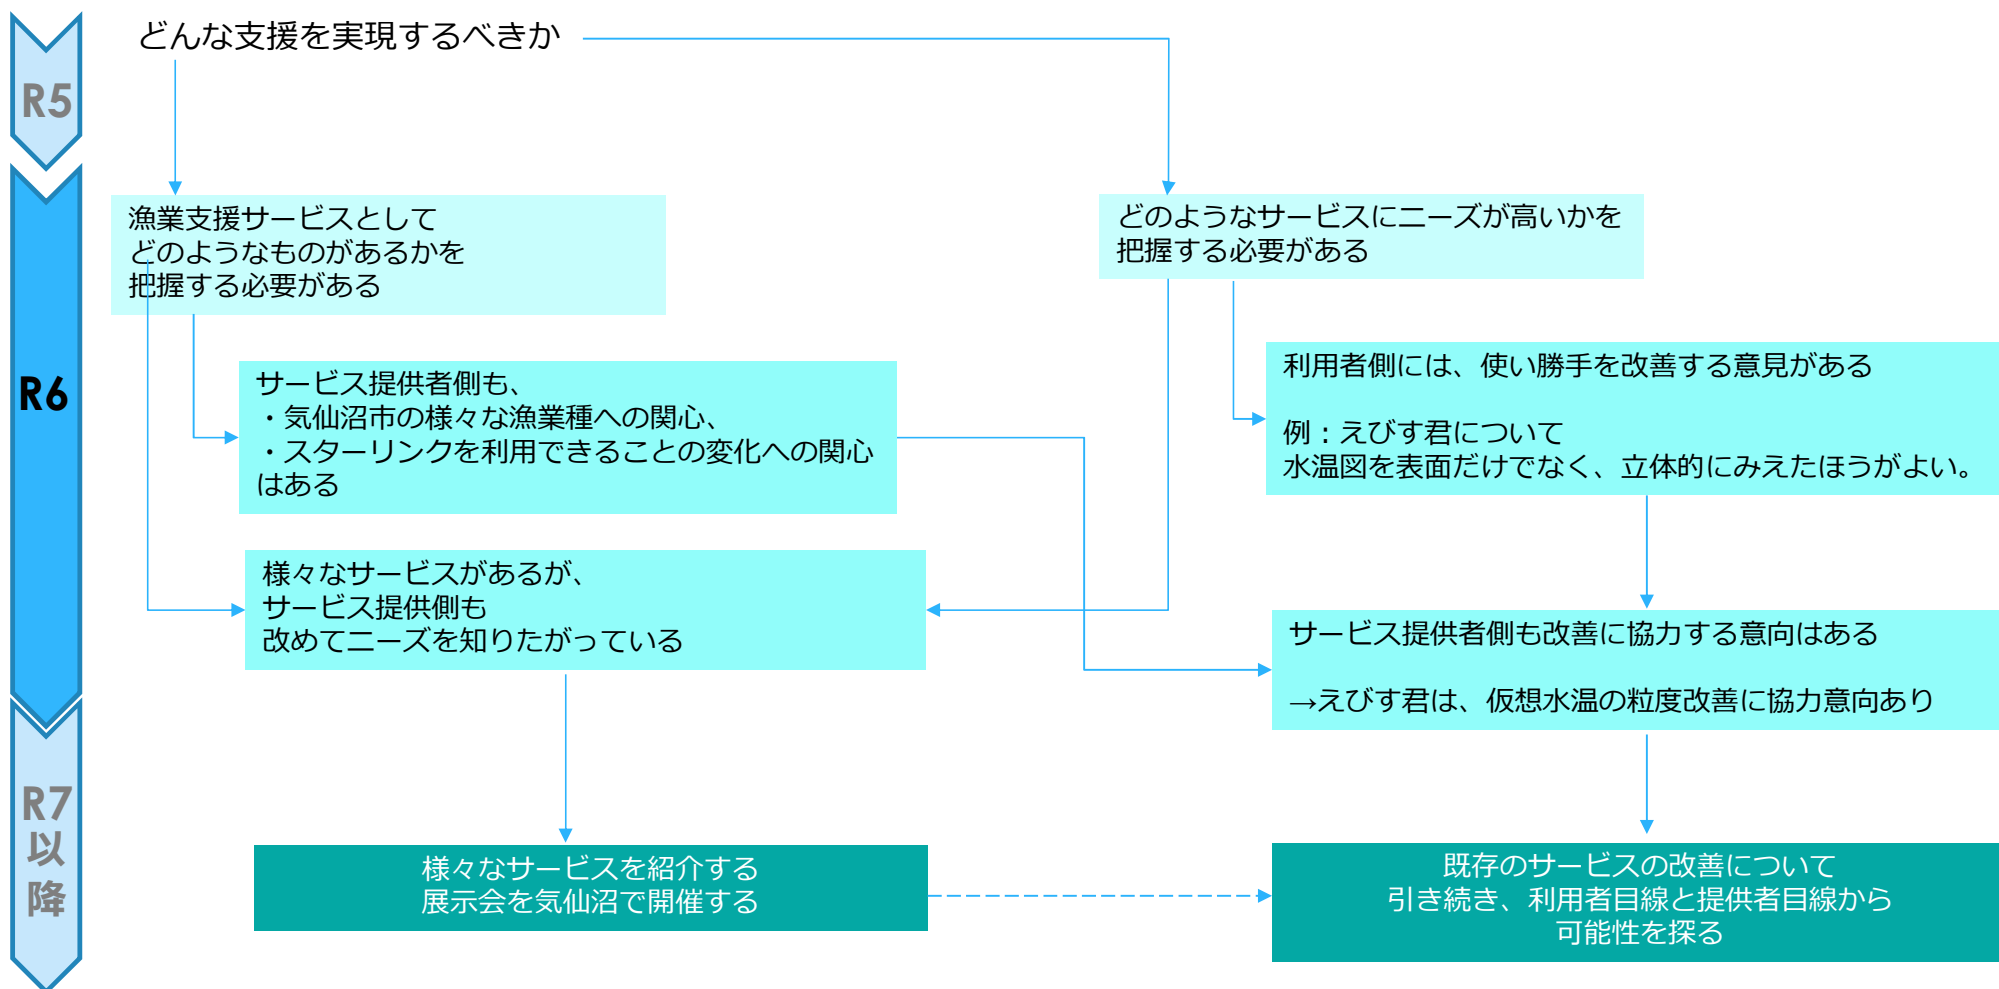 どんな支援を実現するべきか
R5
漁業支援サービスとして
どのようなものがあるかを
把握する必要がある
どのようなサービスにニーズが高いかを
把握する必要がある
R6
サービス提供者側も、
・気仙沼市の様々な漁業種への関心、
・スターリンクを利用できることの変化への関心
はある
利用者側には、使い勝手を改善する意見がある
例：えびす君について
水温図を表面だけでなく、立体的にみえたほうがよい。
様々なサービスがあるが、
サービス提供側も
改めてニーズを知りたがっている
サービス提供者側も改善に協力する意向はある
→えびす君は、仮想水温の粒度改善に協力意向あり
R7
以
降
様々なサービスを紹介する
展示会を気仙沼で開催する
既存のサービスの改善について
引き続き、利用者目線と提供者目線から
可能性を探る